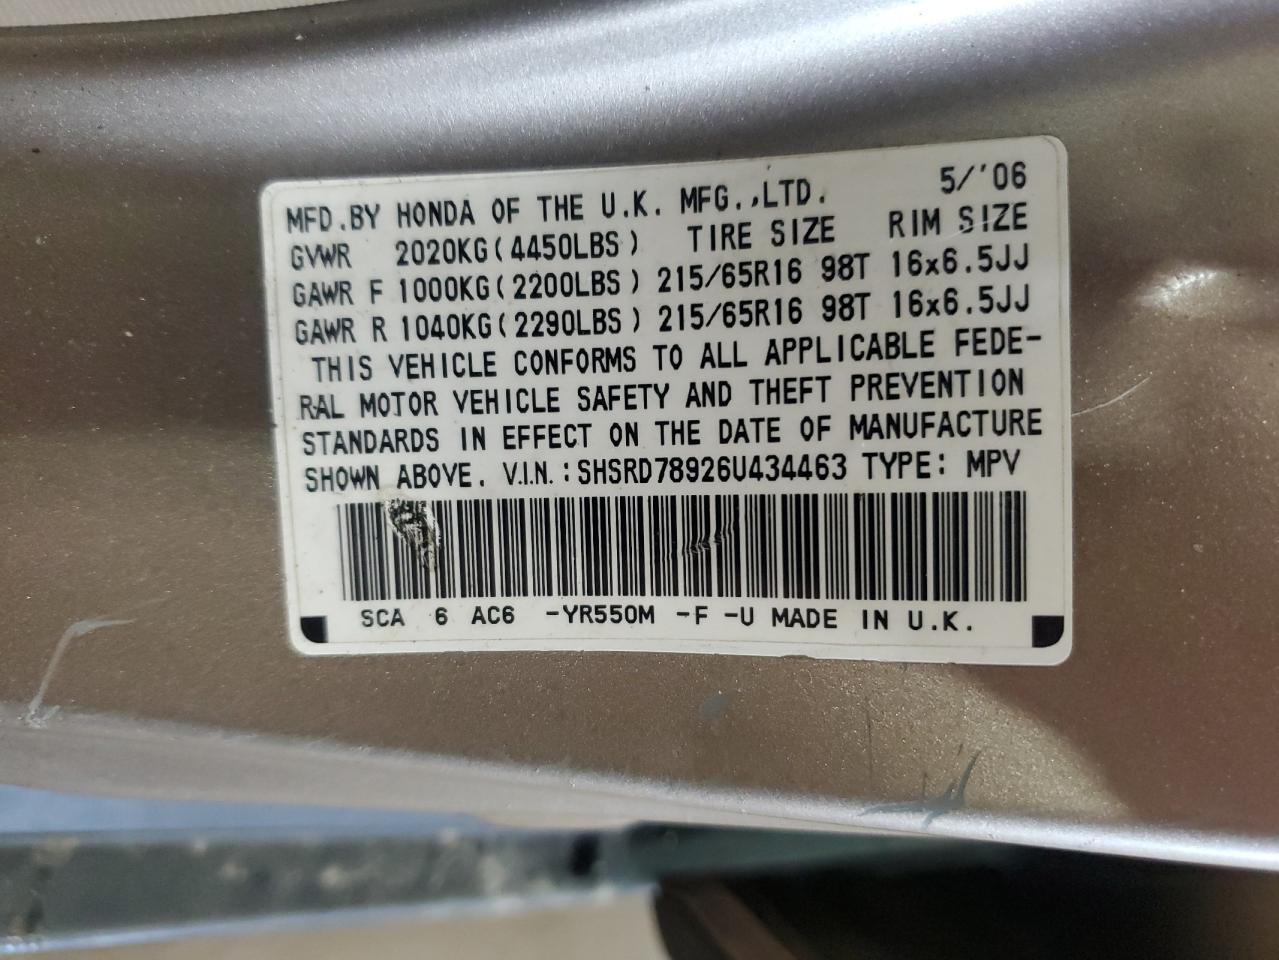 5/'06
MFD.BY HONDA OF THE U.K. MFG.,LTD.
GVWR 2020KG(4450LBS) TIRE SIZE RIM SIZE
GAWR F 1000KG(2200LBS) 215/65R16 98T 16x6.5JJ
GAWR R 1040KG(2290LBS) 215/65R16 98T 16x6.5JJ
THIS VEHICLE CONFORMS TO ALL APPLICABLE FEDE-
RAL MOTOR VEHICLE SAFETY AND THEFT PREVENTION
STANDARDS IN EFFECT ON THE DATE OF MANUFACTURE
SHOWN ABOVE. V.I.N.:SHSRD78926U434463 TYPE: MPV
SCA 6 AC6 -YR550M -F -U MADE IN U.K.